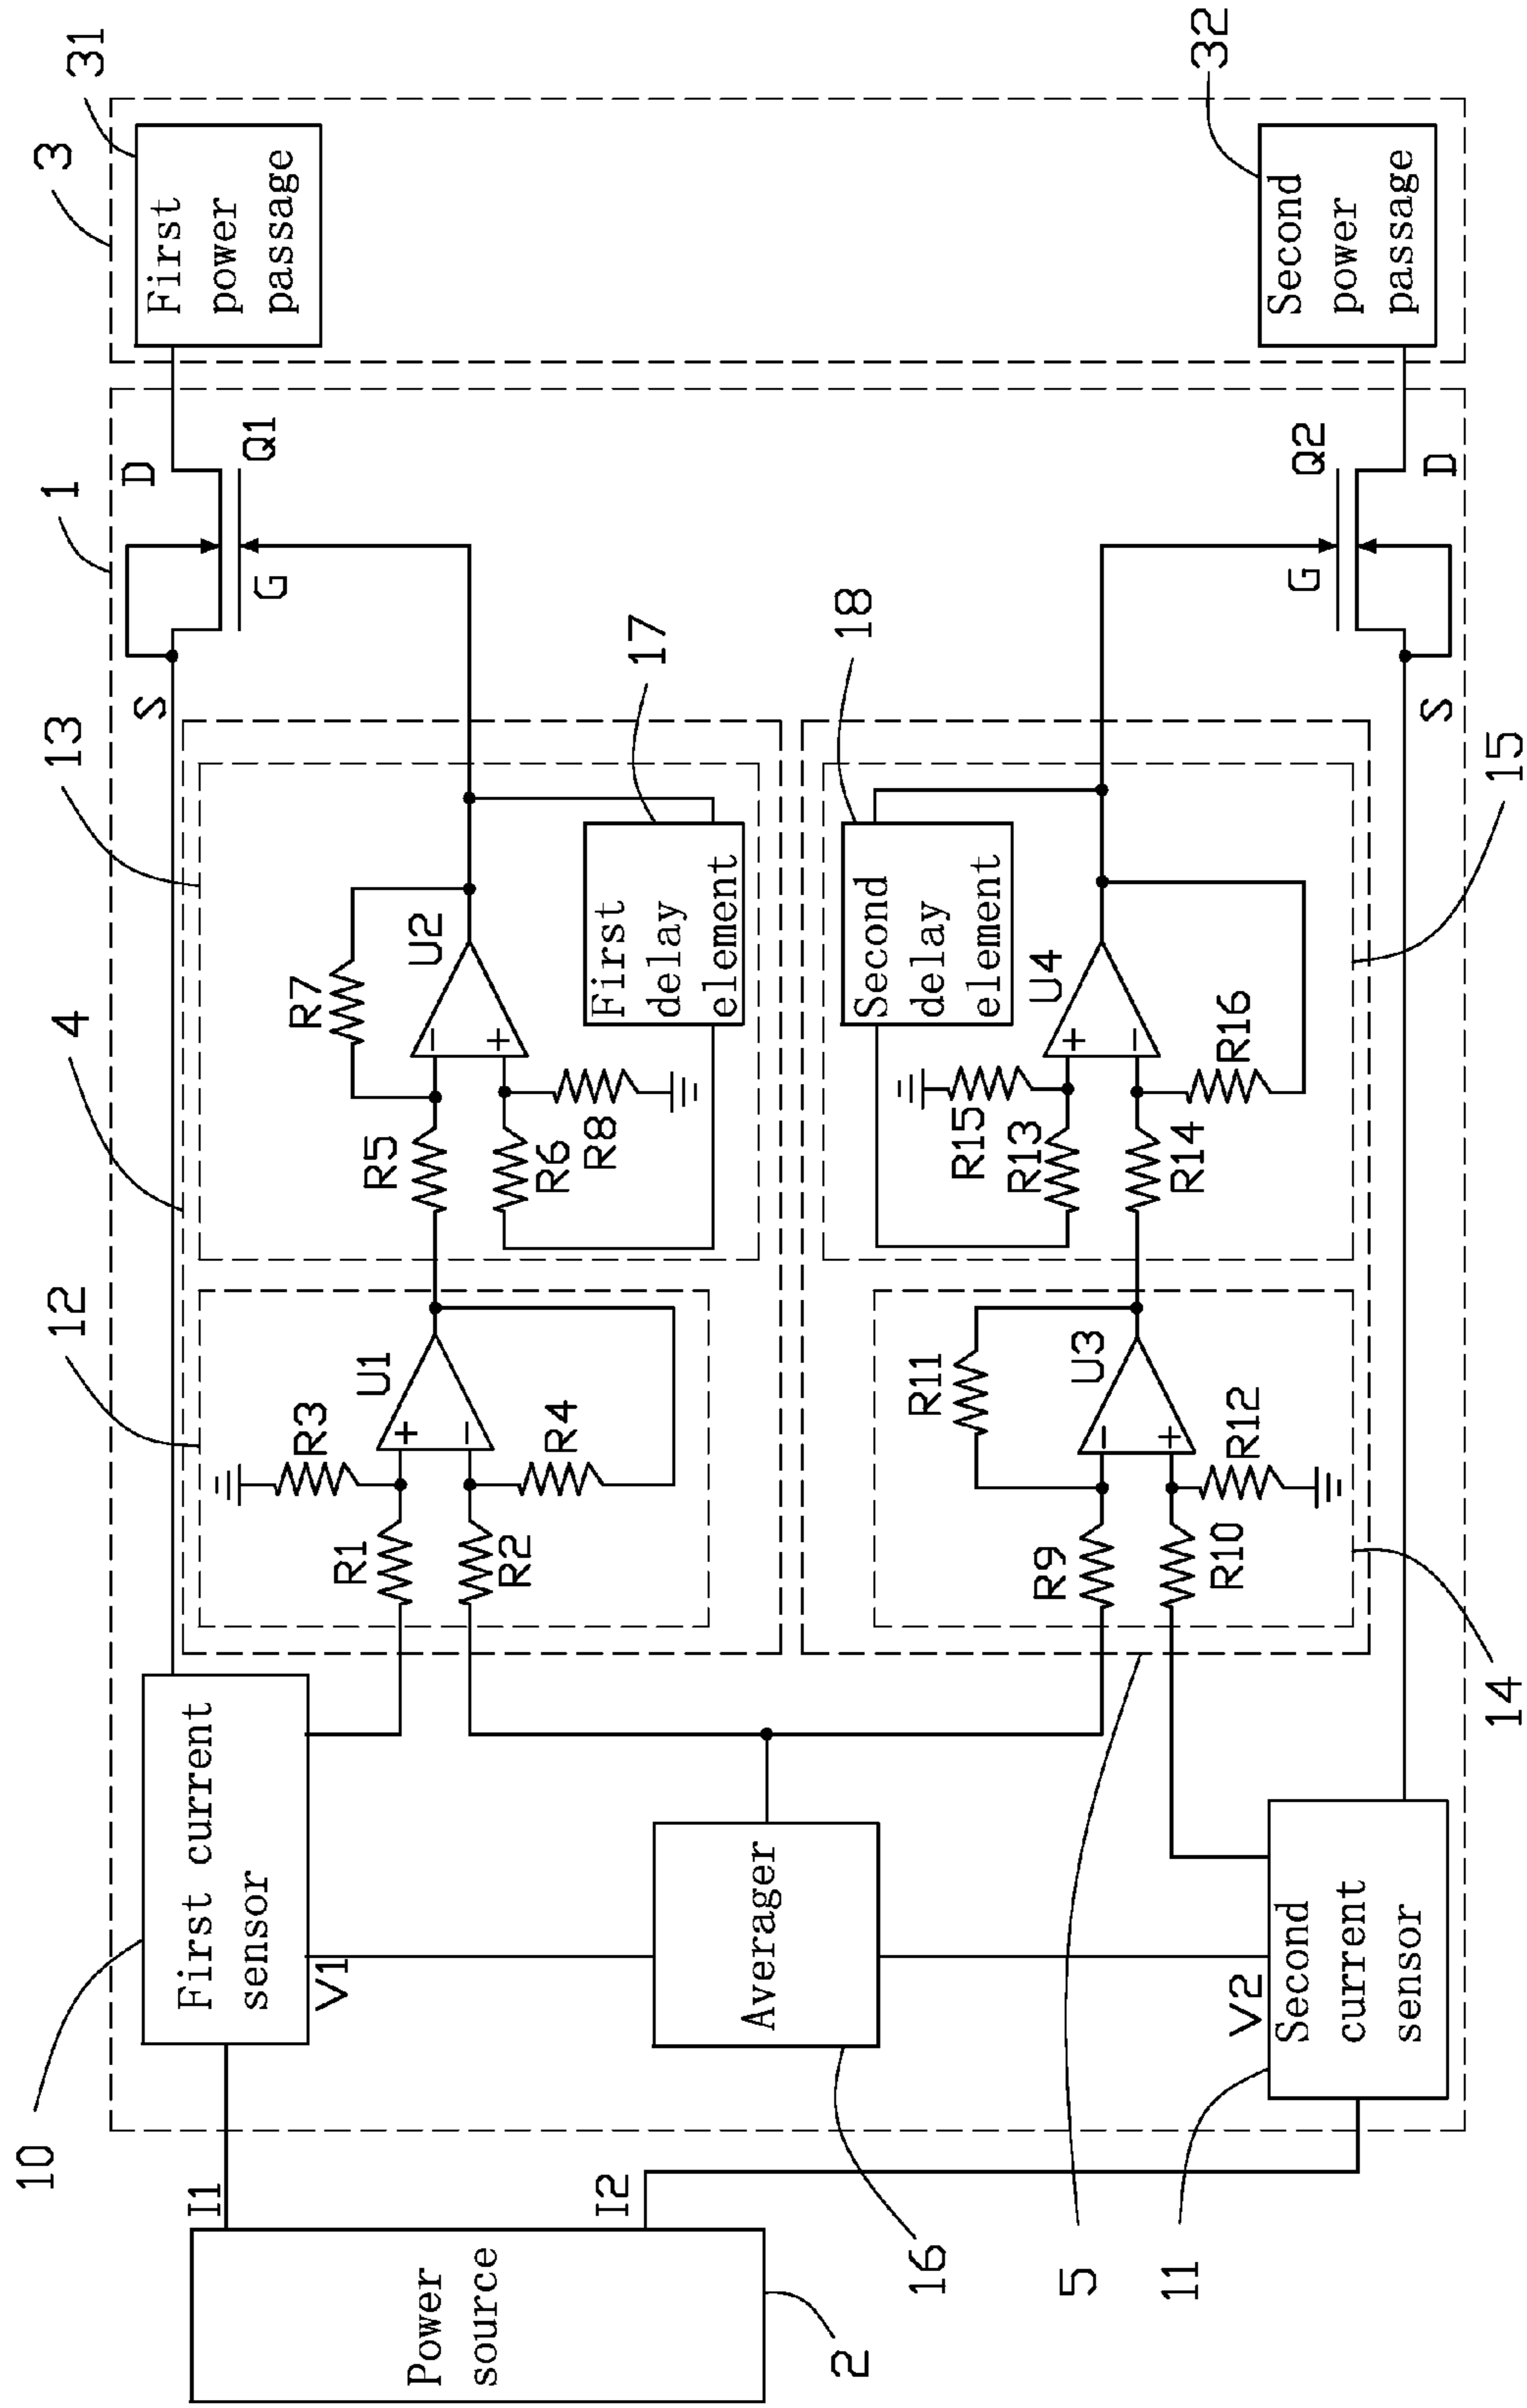 3
31
First
power
passage
32
Second
power
passage
1
D
Q1
G
S
Q2
D
G
S
13
4
12
17
18
15
R7
U2
First
delay
element
R5
R6
R8
Second
delay
element
U4
R16
R15
R13
R14
U1
R3
R4
R1
R2
R11
U3
R12
R9
R10
14
First current
sensor
V1
10
Averager
16
V2
Second
current
sensor
11
5
I1
I2
Power
source
2
+
−
−
+
+
−
−
+